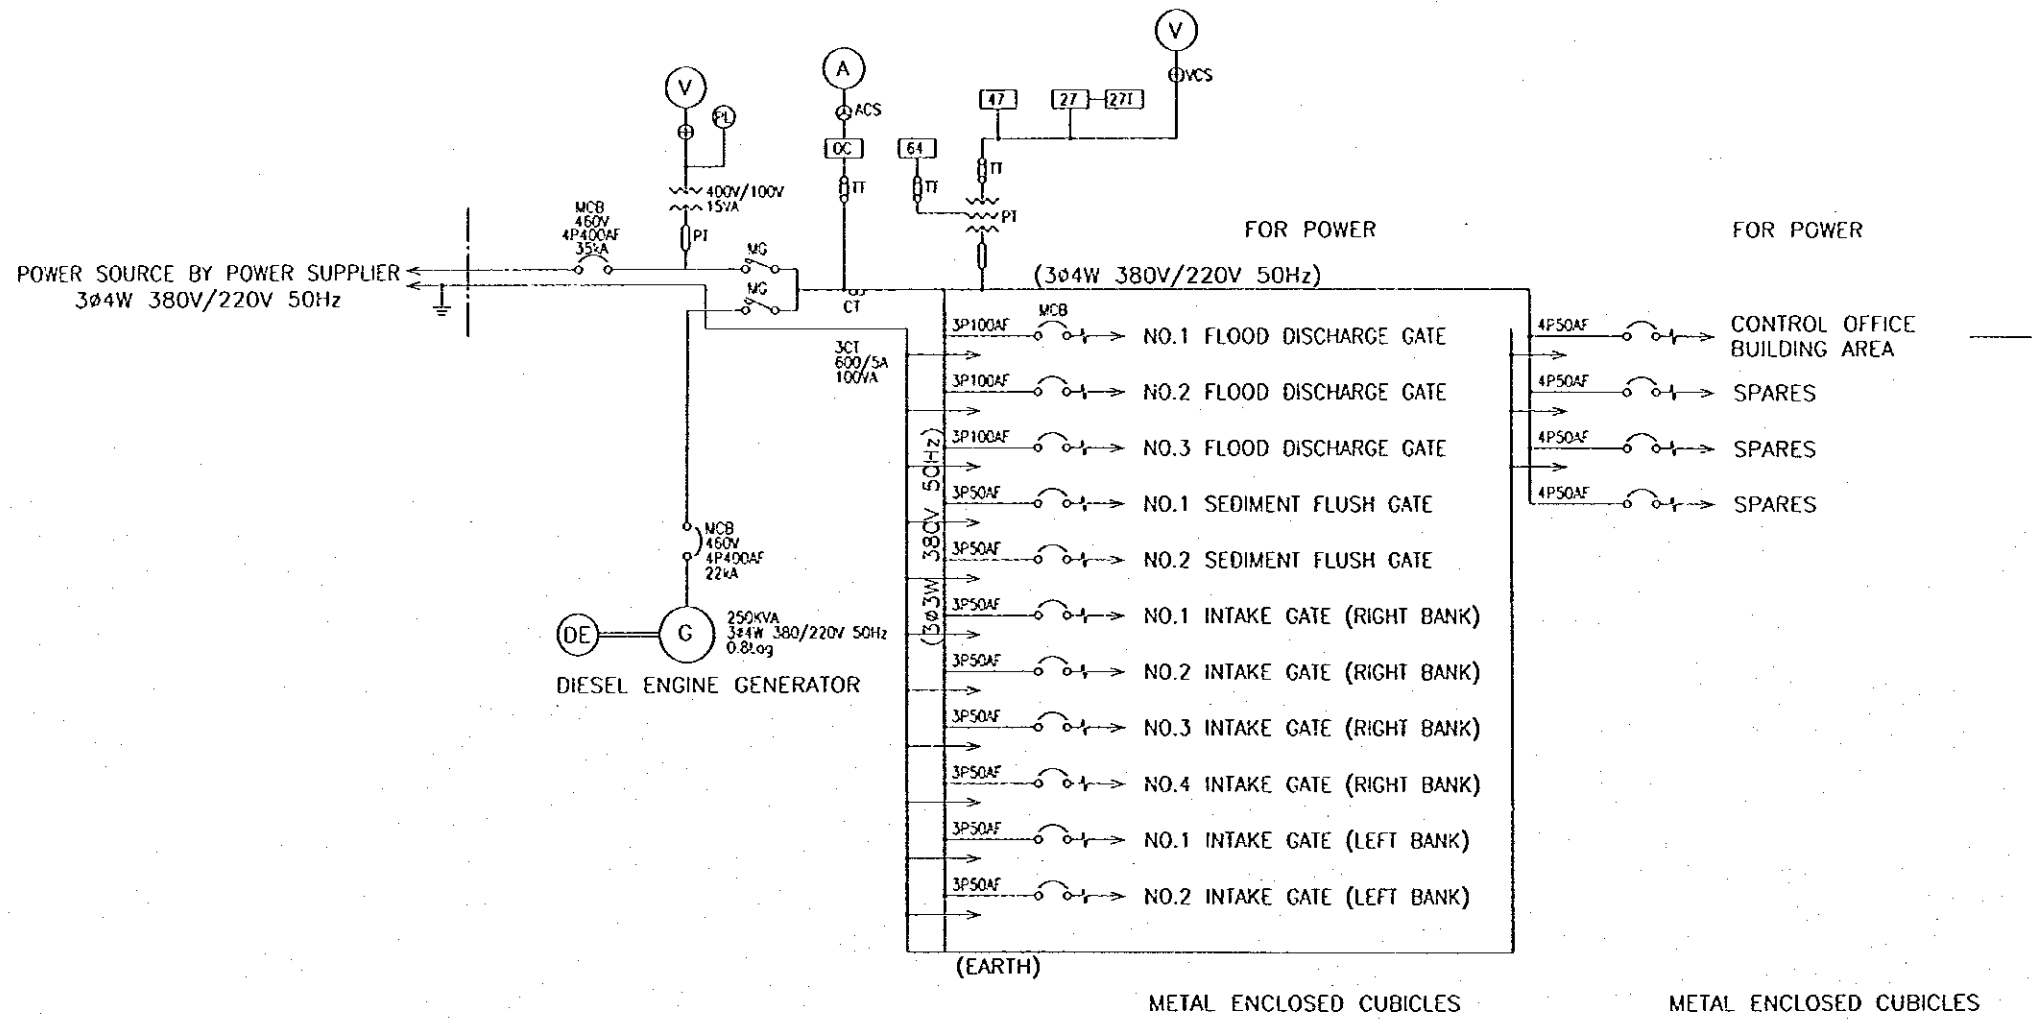 V
A
ACS
OC
TT
V
PL
400V/100V
15VA
PT
MCB
460V
4P400AF
35kA
V
VCS
47
27
27T
64
TT
TT
PT
FOR POWER
FOR POWER
POWER SOURCE BY POWER SUPPLIER
3ø4W 380V/220V 50Hz
MG
MG
CT
3CT
600/5A
100VA
(3ø4W 380V/220V 50Hz)
(3ø3W 380V 50Hz)
MCB
3P100AF NO.1 FLOOD DISCHARGE GATE
3P100AF NO.2 FLOOD DISCHARGE GATE
3P100AF NO.3 FLOOD DISCHARGE GATE
3P50AF NO.1 SEDIMENT FLUSH GATE
3P50AF NO.2 SEDIMENT FLUSH GATE
3P50AF NO.1 INTAKE GATE (RIGHT BANK)
3P50AF NO.2 INTAKE GATE (RIGHT BANK)
3P50AF NO.3 INTAKE GATE (RIGHT BANK)
3P50AF NO.4 INTAKE GATE (RIGHT BANK)
3P50AF NO.1 INTAKE GATE (LEFT BANK)
3P50AF NO.2 INTAKE GATE (LEFT BANK)
4P50AF CONTROL OFFICE
BUILDING AREA
4P50AF SPARES
4P50AF SPARES
4P50AF SPARES
MCB
460V
4P400AF
22kA
DE
G
250KVA
3ø4W 380/220V 50Hz
0.8Log
DIESEL ENGINE GENERATOR
(EARTH)
METAL ENCLOSED CUBICLES
METAL ENCLOSED CUBICLES